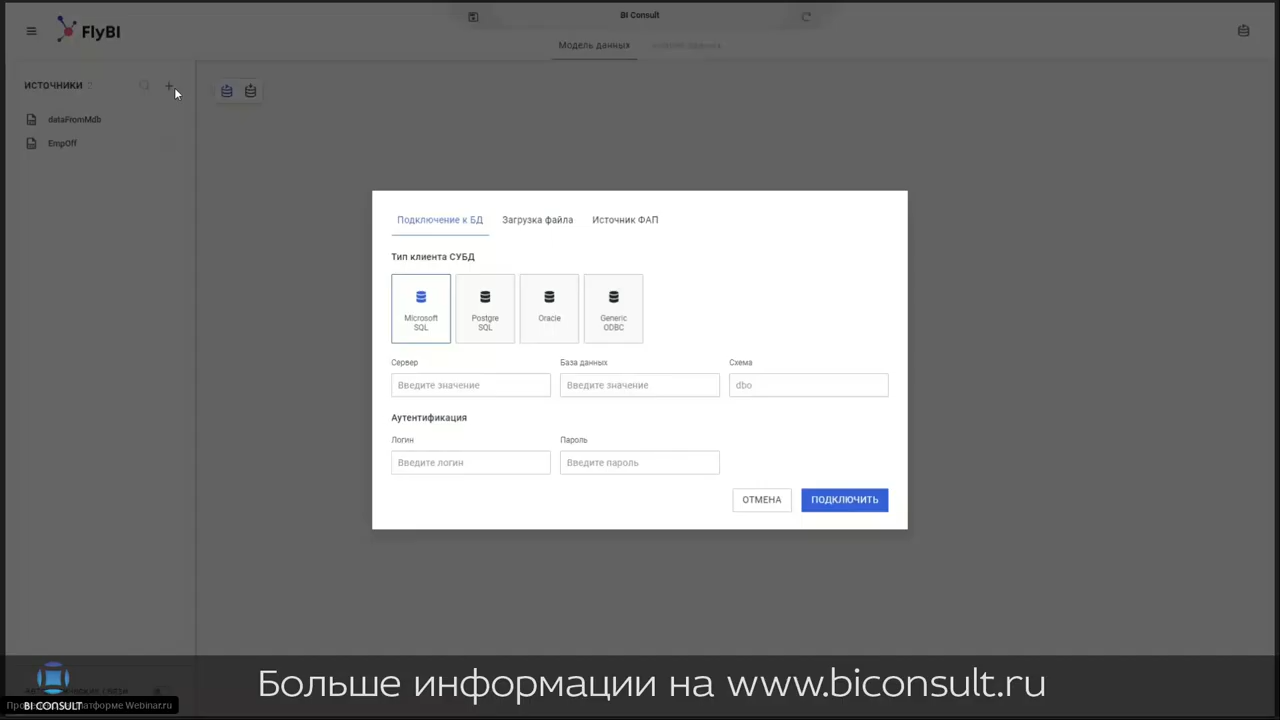 BI Consult
FlyBI
Модель данных
ИСТОЧНИКИ
dataFromMdb
EmpOff
Подключение к БД
Загрузка файла
Источник ФАП
Тип клиента СУБД
Microsoft SQL
Postgre SQL
Oracle
Generic ODBC
Сервер
База данных
Схема
Введите значение
Введите значение
dbo
Аутентификация
Логин
Пароль
Введите логин
Введите пароль
ОТМЕНА
ПОДКЛЮЧИТЬ
Больше информации на www.biconsult.ru
BI CONSULT
Webinar.ru